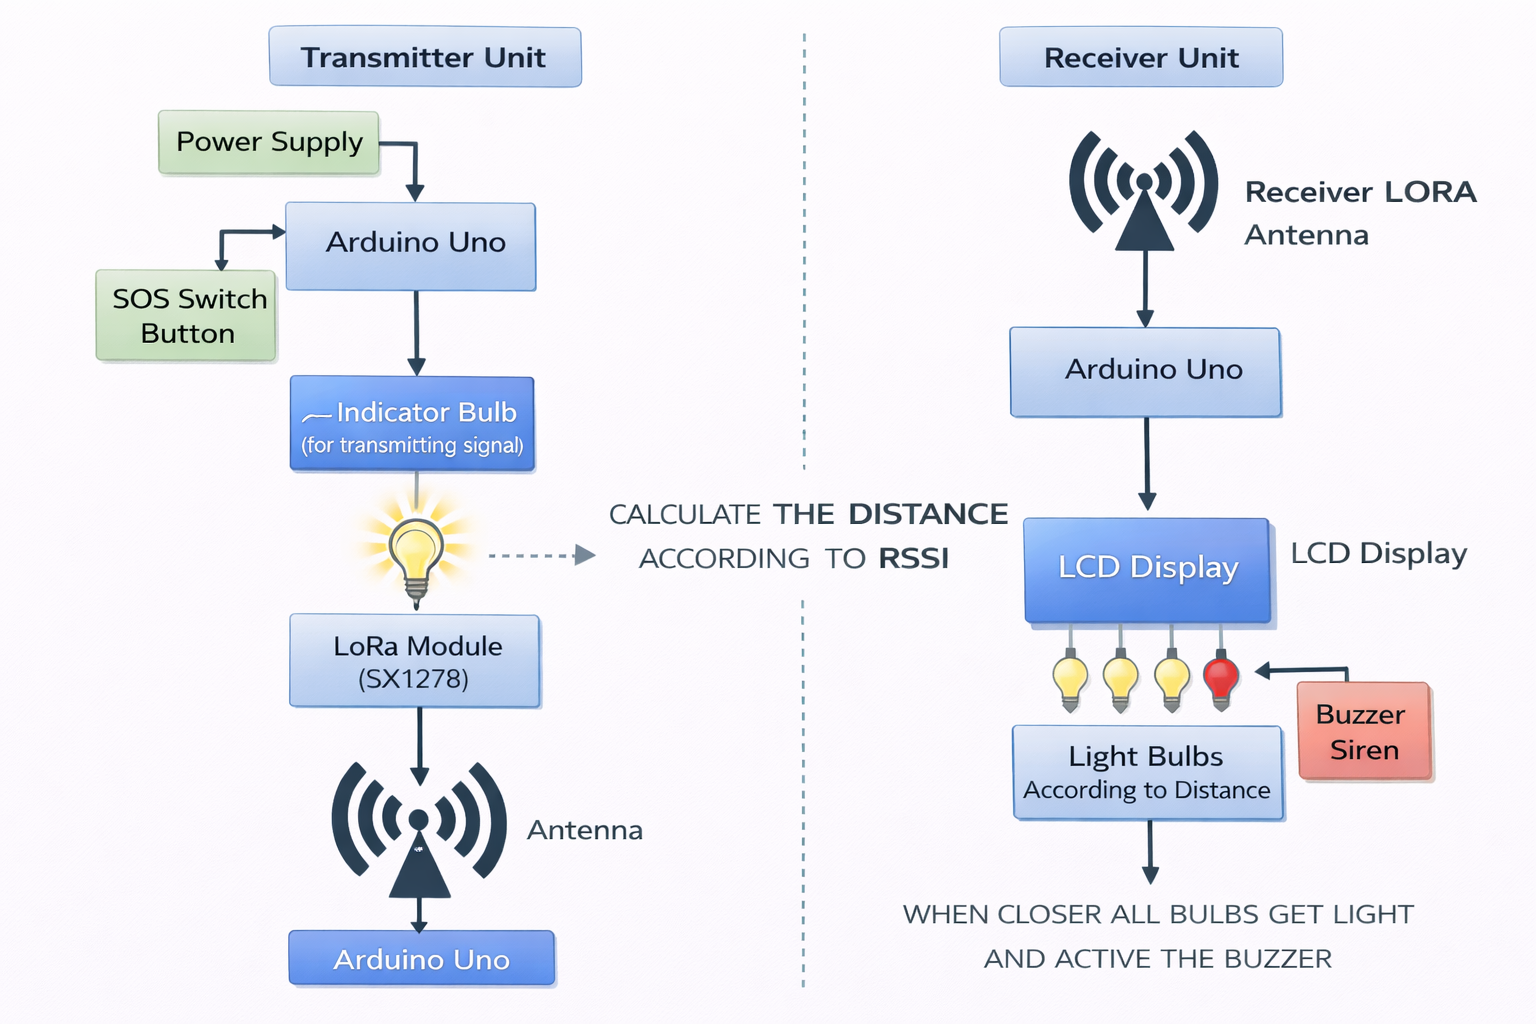 Transmitter Unit
Power Supply
Arduino Uno
SOS Switch
Button
Indicator Bulb
(for transmitting signal)
CALCULATE THE DISTANCE
ACCORDING TO RSSI
LoRa Module
(SX1278)
Antenna
Arduino Uno
Receiver Unit
Receiver LORA
Antenna
Arduino Uno
LCD Display
LCD Display
Buzzer
Siren
Light Bulbs
According to Distance
WHEN CLOSER ALL BULBS GET LIGHT
AND ACTIVE THE BUZZER